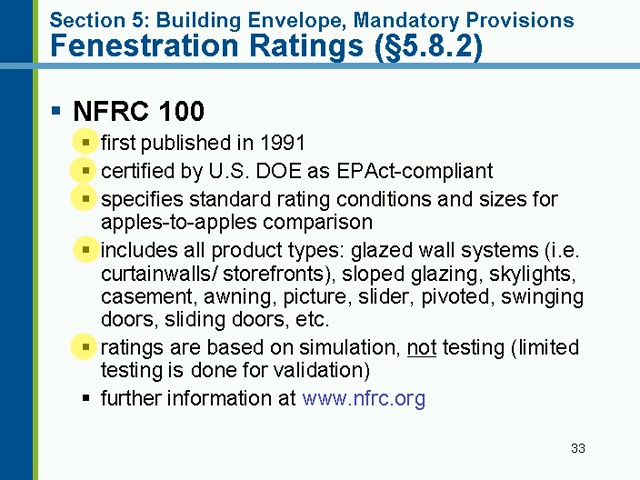 Section 5: Building Envelope, Mandatory Provisions
Fenestration Ratings (§5.8.2)
▪ NFRC 100
▪ first published in 1991
▪ certified by U.S. DOE as EPAct-compliant
▪ specifies standard rating conditions and sizes for
apples-to-apples comparison
▪ includes all product types: glazed wall systems (i.e.
curtainwalls/ storefronts), sloped glazing, skylights,
casement, awning, picture, slider, pivoted, swinging
doors, sliding doors, etc.
▪ ratings are based on simulation, not testing (limited
testing is done for validation)
▪ further information at www.nfrc.org
33